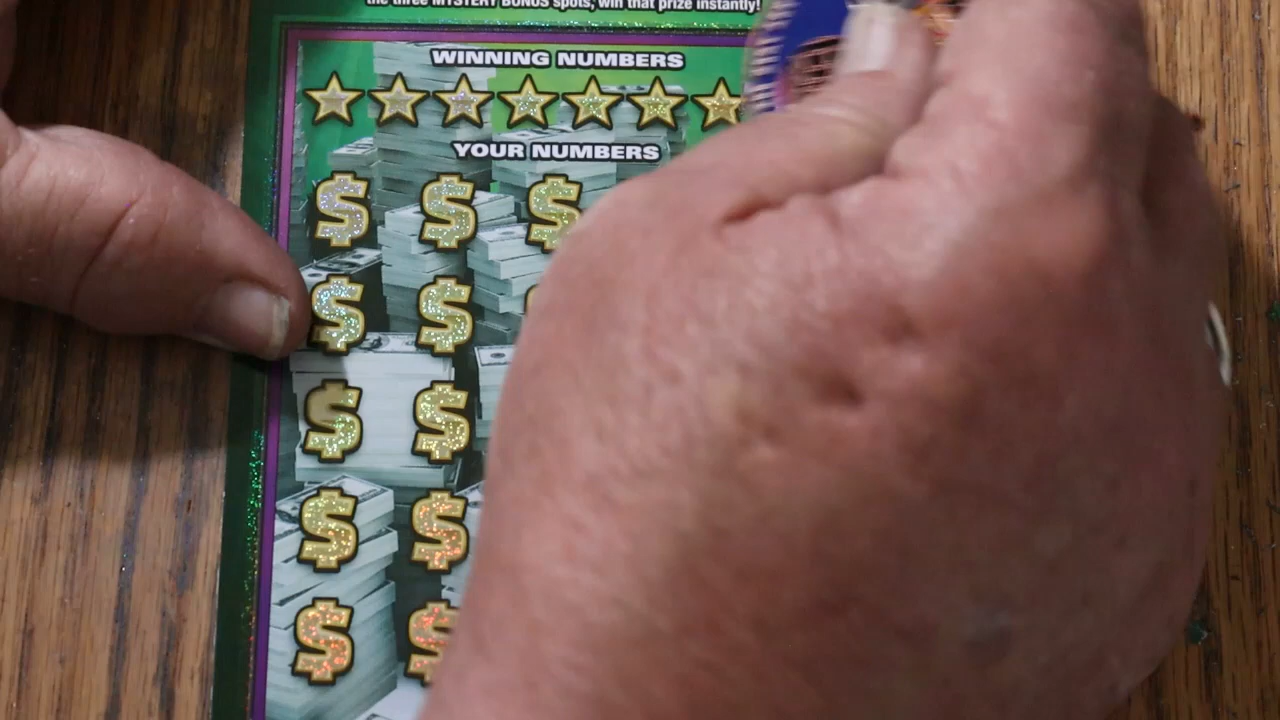 the three MYSTERY BONUS spots, win that prize instantly!
WINNING NUMBERS
YOUR NUMBERS
$ $ $
$ $
$ $
$ $
$ $